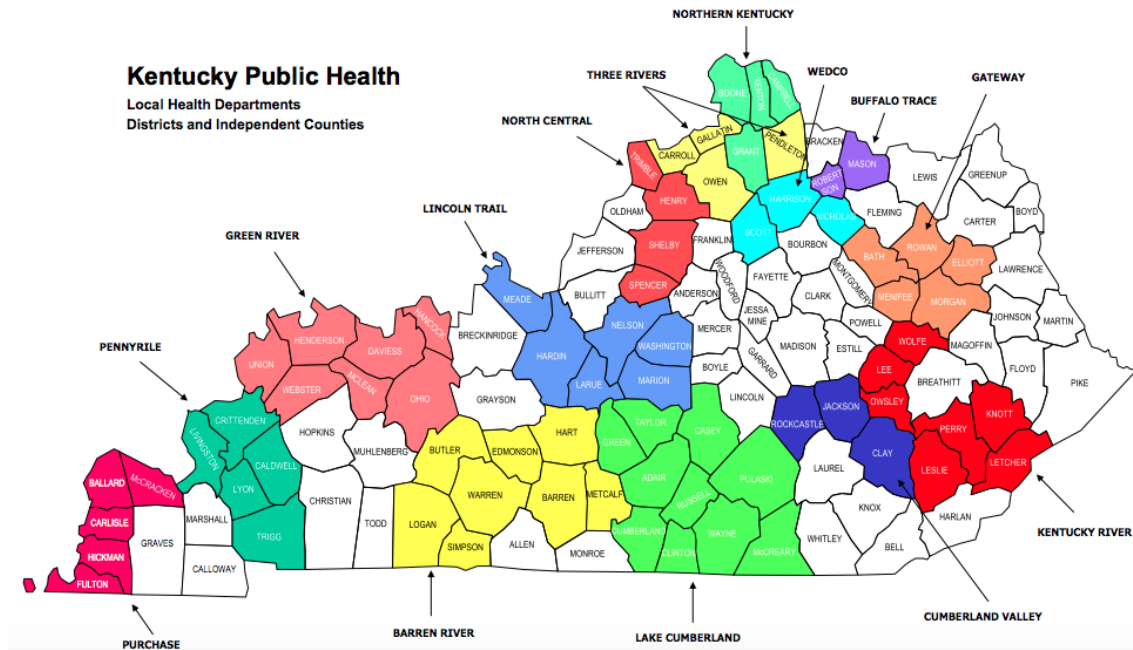 NORTHERN KENTUCKY
Kentucky Public Health
Local Health Departments
Districts and Independent Counties
THREE RIVERS
WEDCO
GATEWAY
BUFFALO TRACE
NORTH CENTRAL
LINCOLN TRAIL
GREEN RIVER
PENNYRILE
BOONE
KENTON
CAMPBELL
GALLATIN
CARROLL
TRIMBLE
GRANT
PENDLETON
BRACKEN
MASON
ROBERT
SON
LEWIS
GREENUP
OWEN
HENRY
HARRISON
NICHOLAS
FLEMING
CARTER
BOYD
OLDHAM
SHELBY
FRANKLIN
SCOTT
BOURBON
BATH
ROWAN
ELLIOTT
LAWRENCE
JEFFERSON
SPENCER
BULLITT
ANDERSON
WOODFORD
FAYETTE
CLARK
MONTGOMERY
MENIFEE
MORGAN
MEADE
HANCOCK
BRECKINRIDGE
NELSON
WASHINGTON
MERCER
JESSA
MINE
MADISON
ESTILL
POWELL
WOLFE
MAGOFFIN
JOHNSON
MARTIN
HENDERSON
DAVIESS
UNION
WEBSTER
MCLEAN
OHIO
HARDIN
LARUE
MARION
BOYLE
GARRARD
LEE
BREATHITT
FLOYD
PIKE
GRAYSON
LINCOLN
ROCKCASTLE
JACKSON
OWSLEY
KNOTT
PERRY
CRITTENDEN
LIVINGSTON
HOPKINS
MUHLENBERG
BUTLER
EDMONSON
HART
GREEN
TAYLOR
CASEY
CLAY
LESLIE
LETCHER
CALDWELL
LYON
BALLARD
McCRACKEN
WARREN
BARREN
METCALF
ADAIR
RUSSELL
PULASKI
LAUREL
HARLAN
CARLISLE
GRAVES
MARSHALL
TRIGG
CHRISTIAN
TODD
LOGAN
SIMPSON
ALLEN
MONROE
CUMBERLAND
CLINTON
WAYNE
McCREARY
WHITLEY
KNOX
BELL
HICKMAN
FULTON
CALLOWAY
KENTUCKY RIVER
CUMBERLAND VALLEY
BARREN RIVER
LAKE CUMBERLAND
PURCHASE